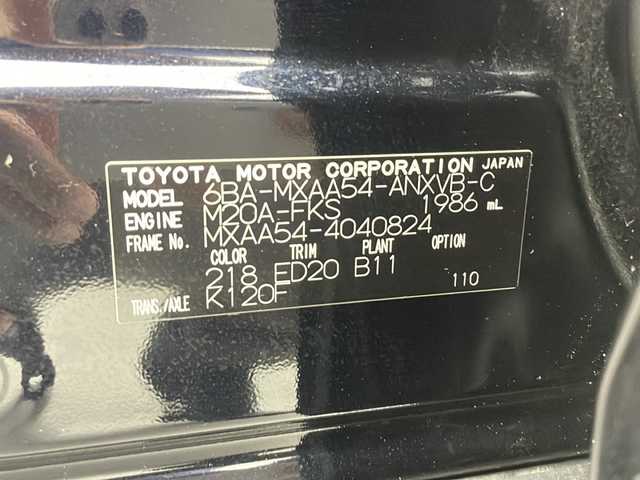 TOYOTA MOTOR CORPORATION JAPAN
MODEL 6BA-MXAA54-ANXVB-C
ENGINE M20A-FKS 1986 mL
FRAME No. MXAA54-4040824
COLOR TRIM PLANT OPTION
218 ED20 B11
TRANS./AXLE K120F 110